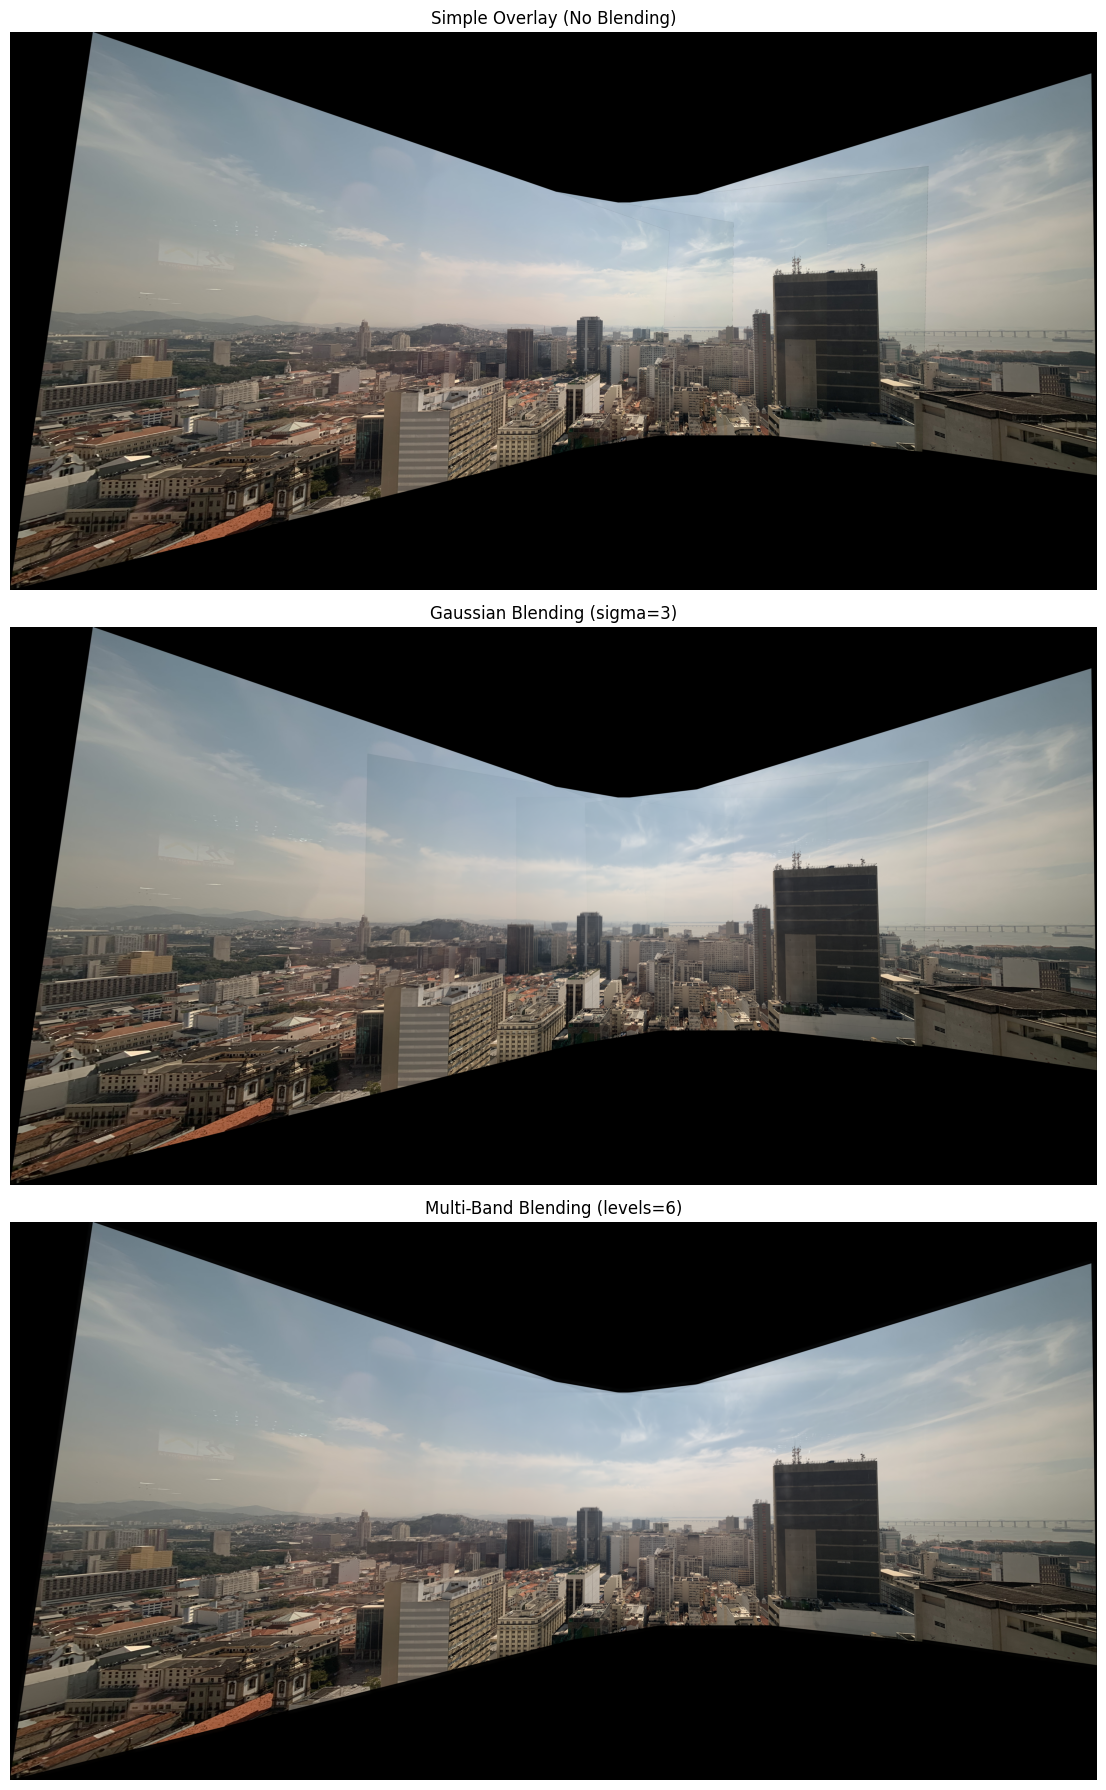 Simple Overlay (No Blending)
Gaussian Blending (sigma=3)
Multi-Band Blending (levels=6)